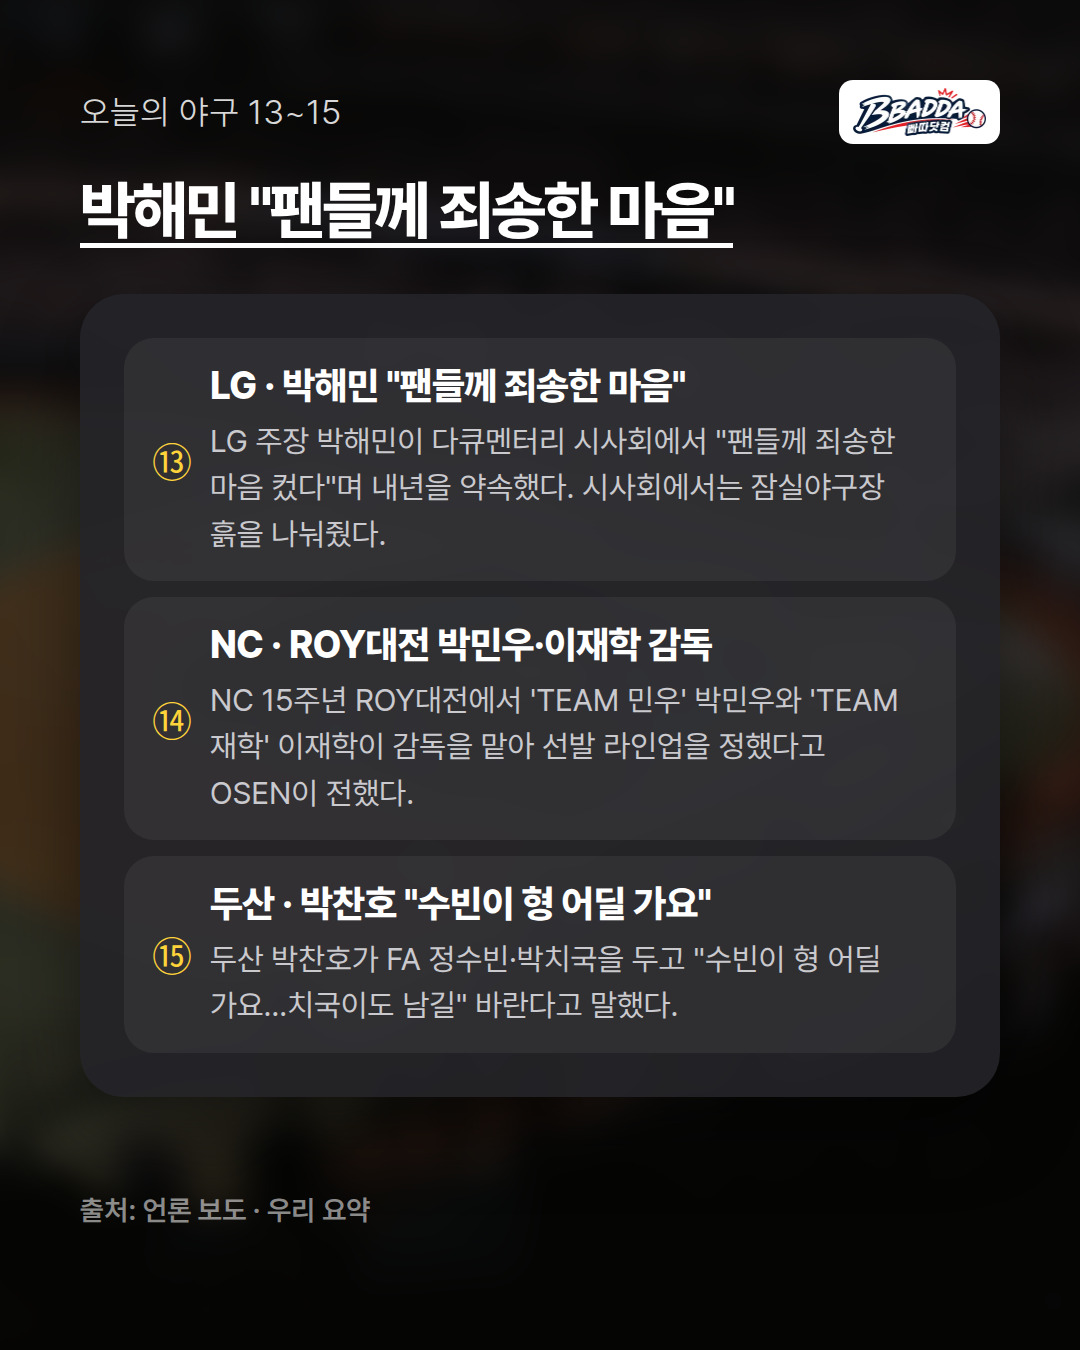 오늘의 야구 13~15
BBADDA
빠따닷컴
박해민 "팬들께 죄송한 마음"
LG · 박해민 "팬들께 죄송한 마음"
⑬
LG 주장 박해민이 다큐멘터리 시사회에서 "팬들께 죄송한
마음 컸다"며 내년을 약속했다. 시사회에서는 잠실야구장
흙을 나눠줬다.
NC · ROY대전 박민우·이재학 감독
⑭
NC 15주년 ROY대전에서 'TEAM 민우' 박민우와 'TEAM
재학' 이재학이 감독을 맡아 선발 라인업을 정했다고
OSEN이 전했다.
두산 · 박찬호 "수빈이 형 어딜 가요"
⑮
두산 박찬호가 FA 정수빈·박치국을 두고 "수빈이 형 어딜
가요...치국이도 남길" 바란다고 말했다.
출처: 언론 보도 · 우리 요약